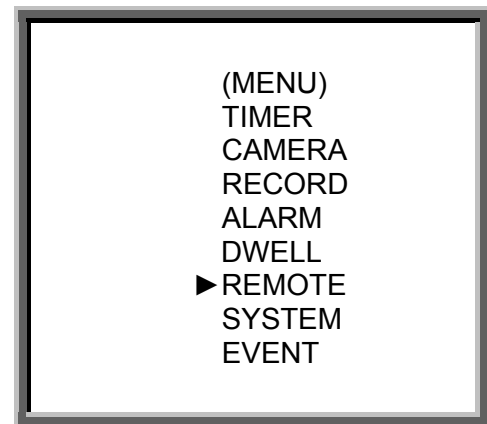 (MENU)
TIMER
CAMERA
RECORD
ALARM
DWELL
►REMOTE
SYSTEM
EVENT